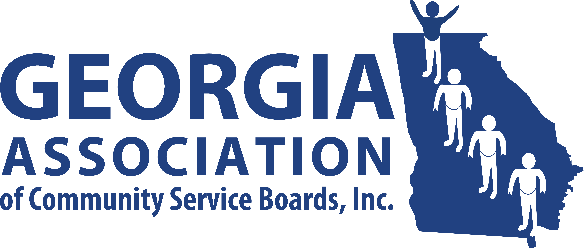 GEORGIA
ASSOCIATION
of Community Service Boards, Inc.